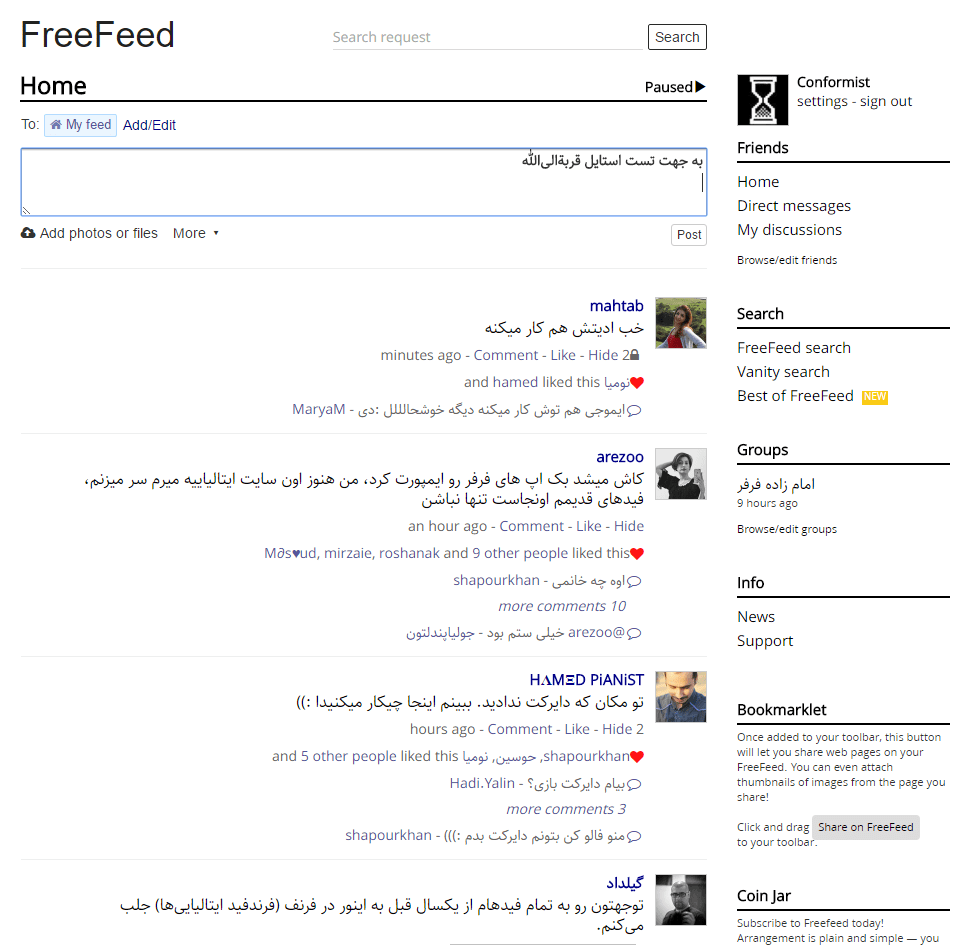 FreeFeed
Search request
Search
Home
Paused
To: My feed Add/Edit
به جهت تست استایل قربةالی‌الله
Add photos or files More
Post
mahtab
خب ادیتش هم کار میکنه
minutes ago - Comment - Like - Hide 2
نومیا and hamed liked this
ایموجی هم توش کار میکنه دیگه خوشحالللل :دی - MaryaM
arezoo
کاش میشد بک اپ های فرفر رو ایمپورت کرد، من هنوز اون سایت ایتالیاییه میرم سر میزنم،
فیدهای قدیمم اونجاست تنها نباشن
an hour ago - Comment - Like - Hide
M∂s♥ud, mirzaie, roshanak and 9 other people liked this
اوه چه خانمی - shapourkhan
more comments 10
@arezoo خیلی ستم بود - جولیاپندلتون
HΛMΞD PiANiST
تو مکان که دایرکت ندادید. ببینم اینجا چیکار میکنیدا :))
hours ago - Comment - Like - Hide 2
shapourkhan, حوسین, نومیا and 5 other people liked this
بیام دایرکت بازی؟ - Hadi.Yalin
more comments 3
منو فالو کن بتونم دایرکت بدم :))) - shapourkhan
گیلداد
توجهتون رو به تمام فیدهام از یکسال قبل به اینور در فرنف (فرندفید ایتالیایی‌ها) جلب
می‌کنم.
Conformist
settings - sign out
Friends
Home
Direct messages
My discussions
Browse/edit friends
Search
FreeFeed search
Vanity search
Best of FreeFeed NEW
Groups
امام زاده فرفر
9 hours ago
Browse/edit groups
Info
News
Support
Bookmarklet
Once added to your toolbar, this button
will let you share web pages on your
FreeFeed. You can even attach
thumbnails of images from the page you
share!
Click and drag Share on FreeFeed
to your toolbar.
Coin Jar
Subscribe to Freefeed today!
Arrangement is plain and simple — you